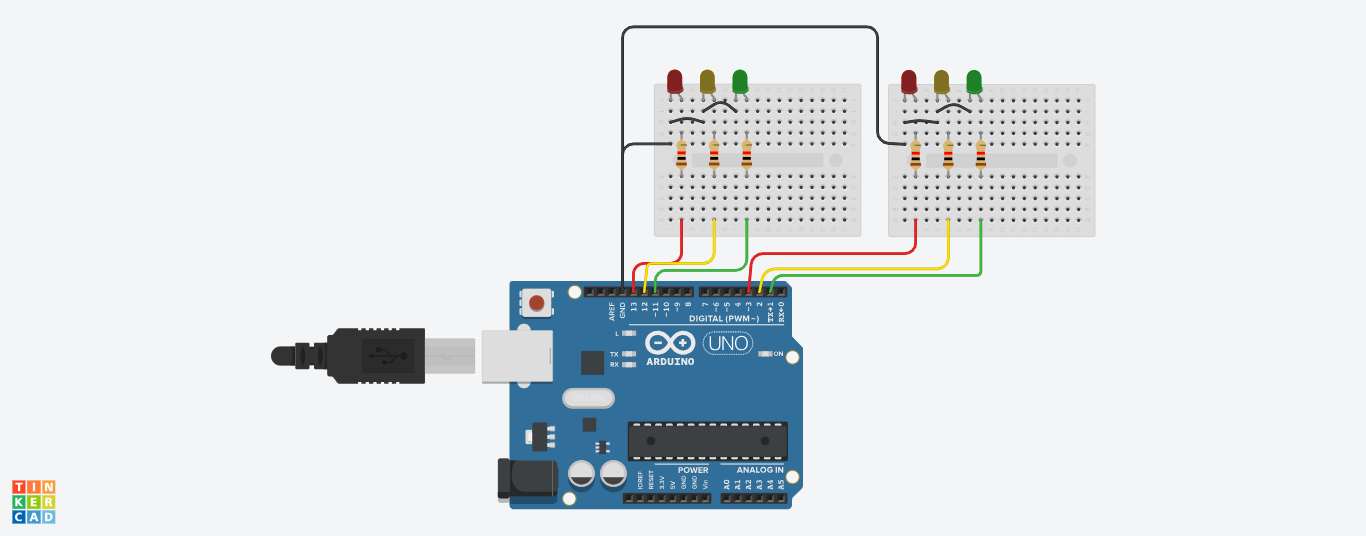 AREF
GND
13
12
~11
~10
~9
8
7
~6
~5
4
~3
2
TX→1
RX←0
DIGITAL (PWM~)
L
TX
RX
ARDUINO
UNO
ON
POWER
ANALOG IN
IOREF
RESET
3.3V
5V
GND
GND
Vin
A0
A1
A2
A3
A4
A5
TIN
KER
CAD